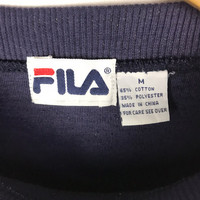 FILA®
M
65% COTTON
35% POLYESTER
MADE IN CHINA
FOR CARE SEE OVER